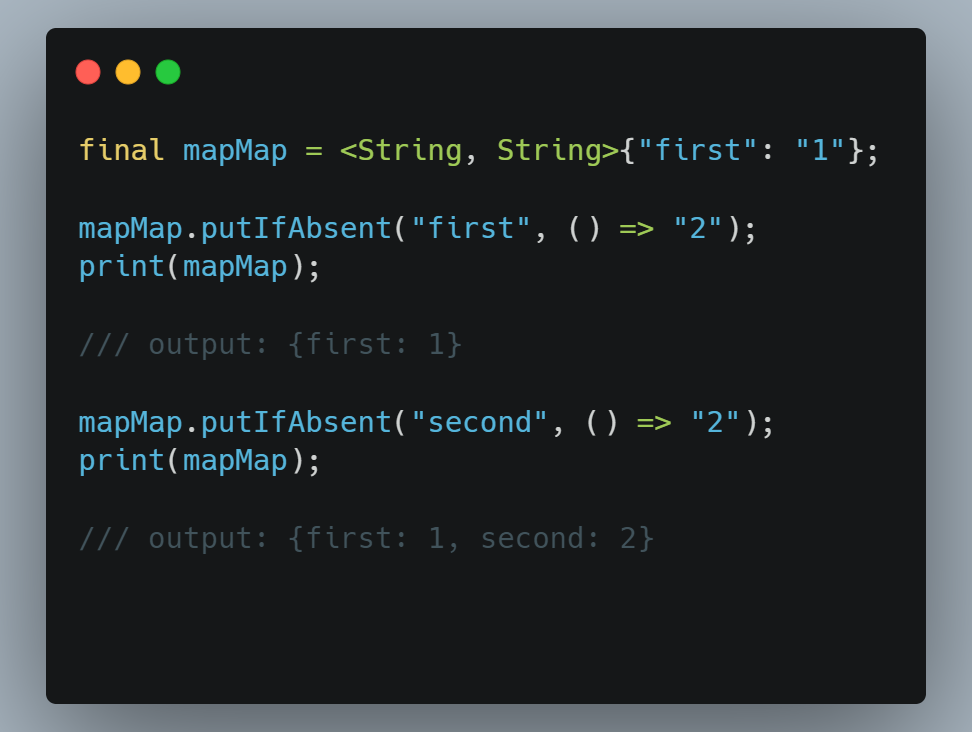 final mapMap = <String, String>{"first": "1"};
mapMap.putIfAbsent("first", () => "2");
print(mapMap);
/// output: {first: 1}
mapMap.putIfAbsent("second", () => "2");
print(mapMap);
/// output: {first: 1, second: 2}